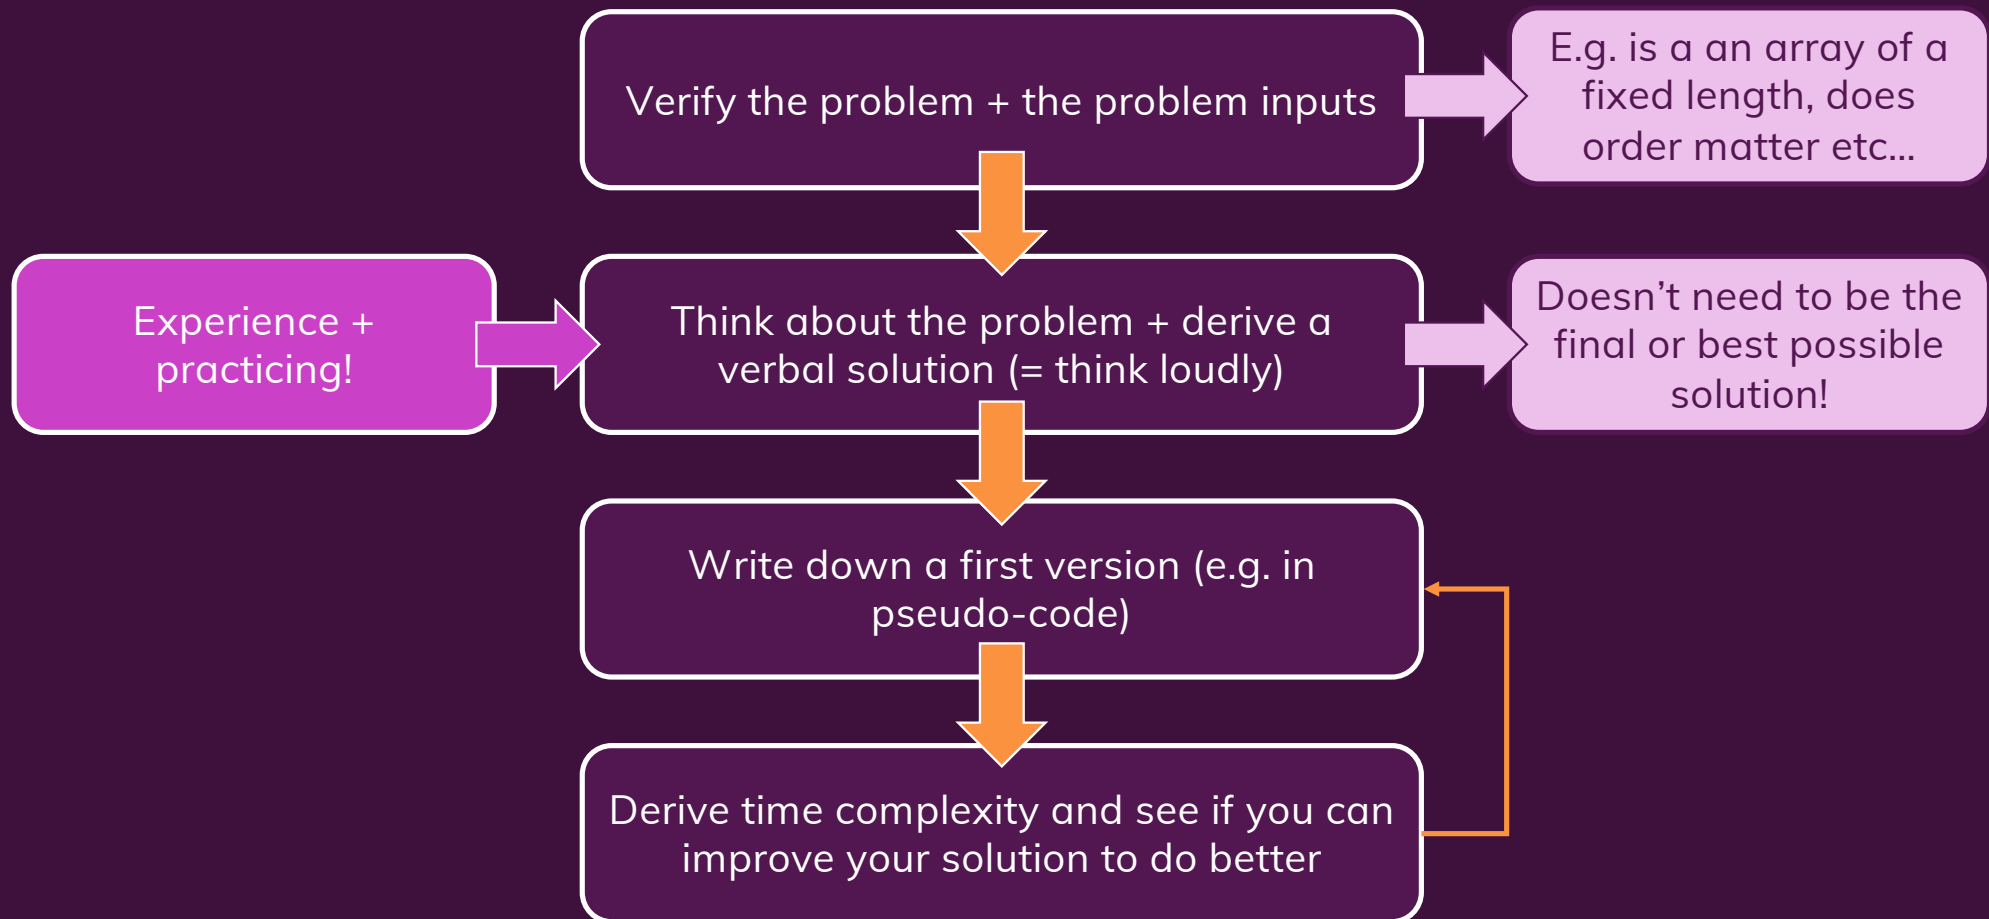 Verify the problem + the problem inputs
E.g. is a an array of a
fixed length, does
order matter etc…
Experience +
practicing!
Think about the problem + derive a
verbal solution (= think loudly)
Doesn’t need to be the
final or best possible
solution!
Write down a first version (e.g. in
pseudo-code)
Derive time complexity and see if you can
improve your solution to do better